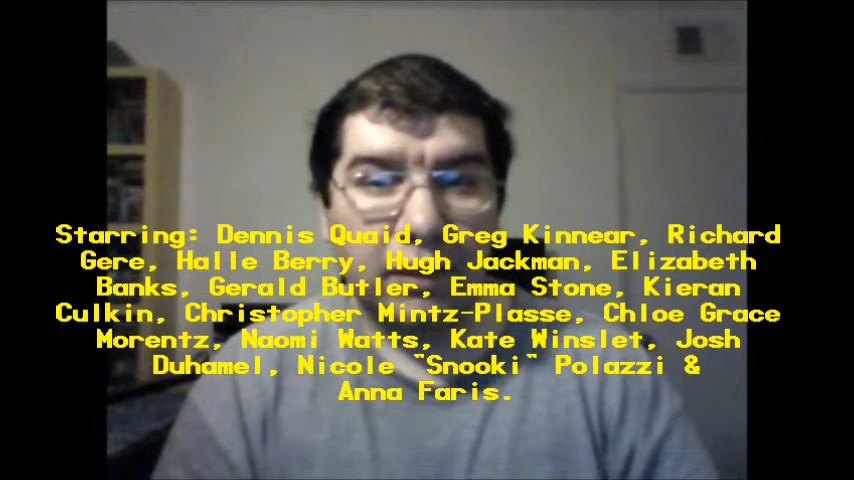 Starring: Dennis Quaid, Greg Kinnear, Richard
Gere, Halle Berry, Hugh Jackman, Elizabeth
Banks, Gerald Butler, Emma Stone, Kieran
Culkin, Christopher Mintz-Plasse, Chloe Grace
Morentz, Naomi Watts, Kate Winslet, Josh
Duhamel, Nicole "Snooki" Polazzi &
Anna Faris.